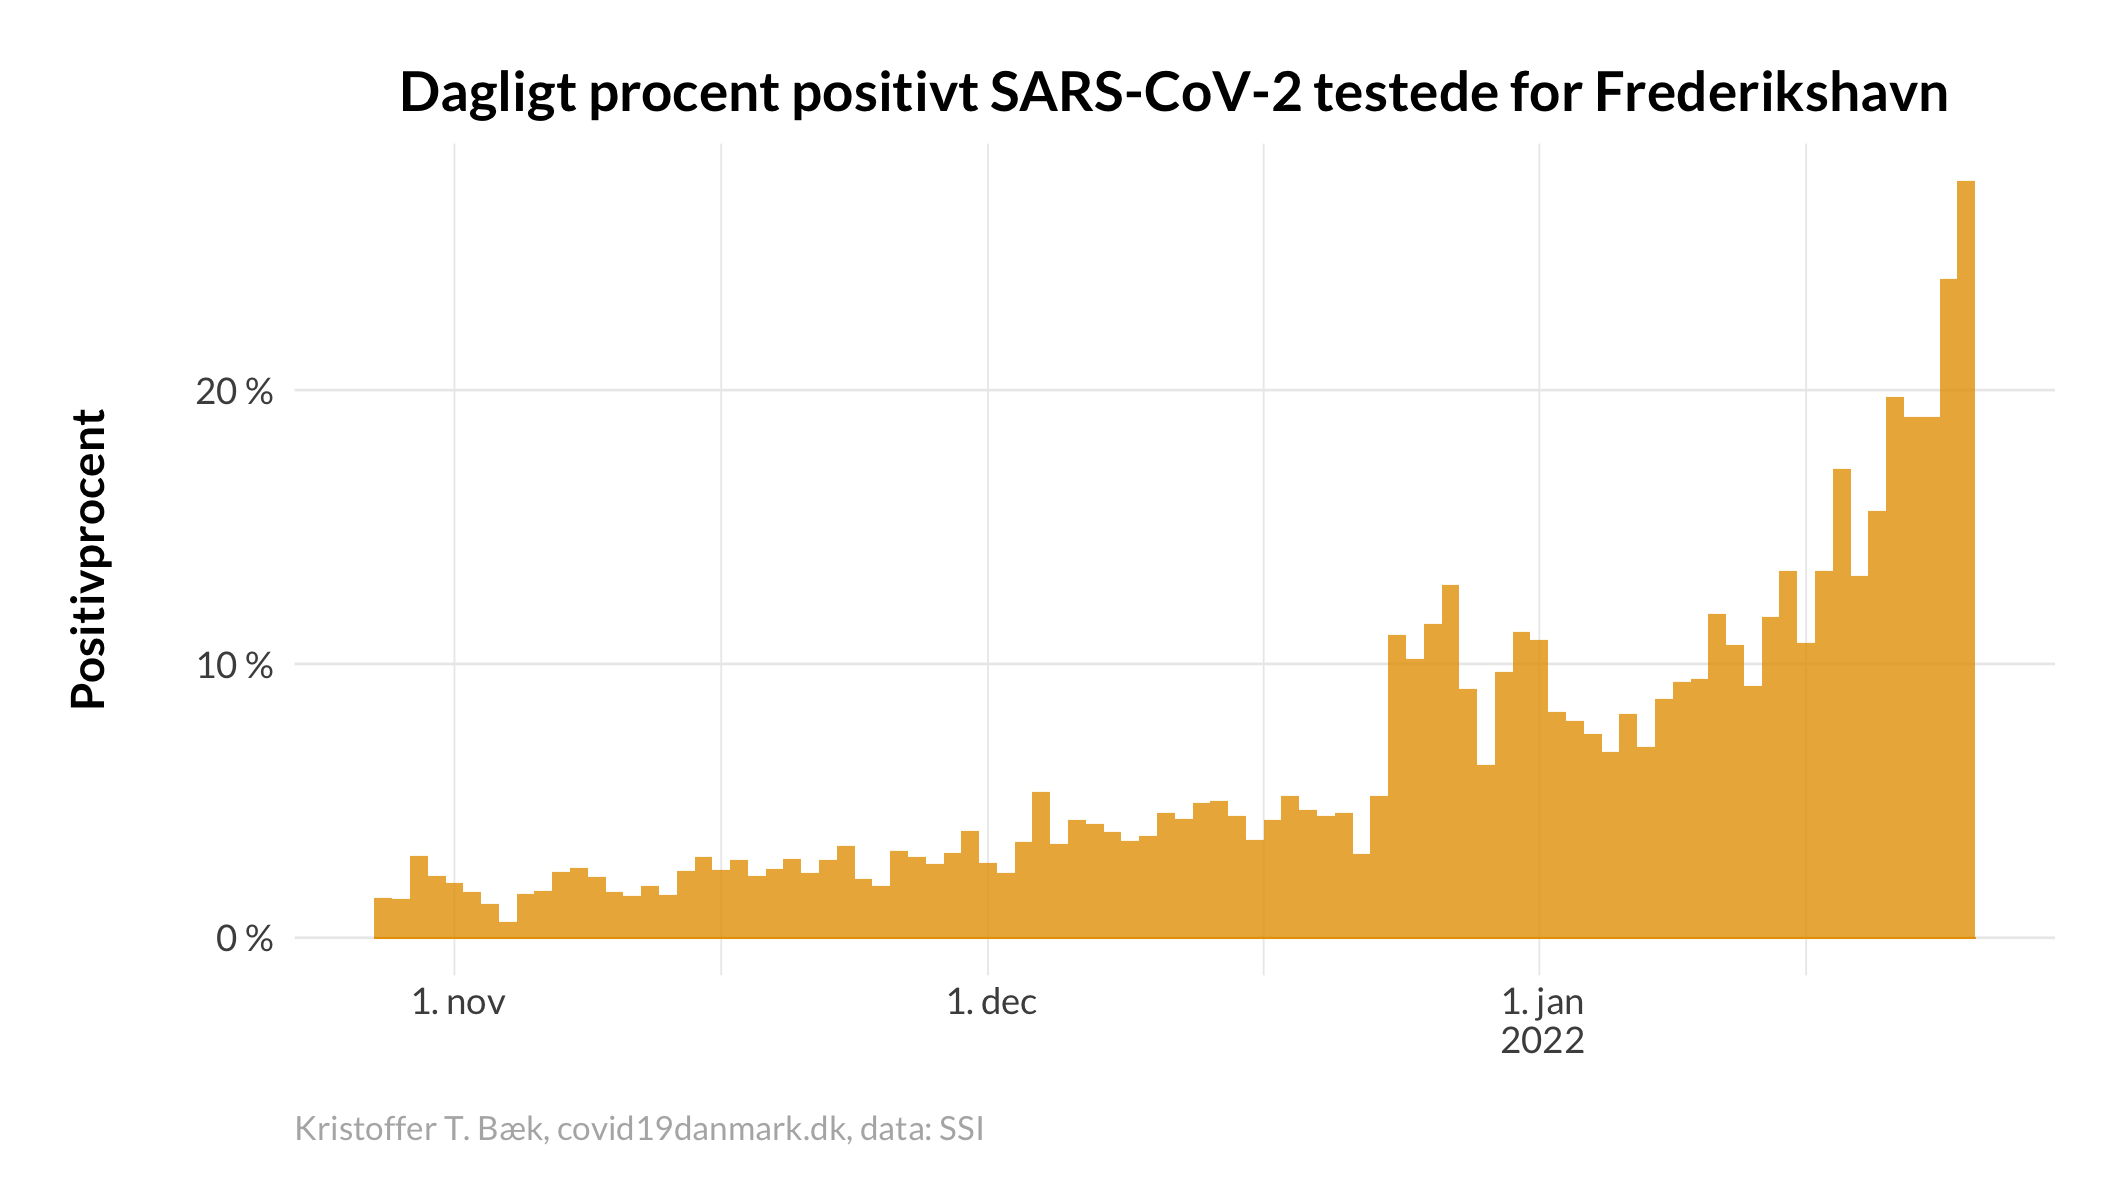 Dagligt procent positivt SARS-CoV-2 testede for Frederikshavn
Positivprocent
20 %
10 %
0 %
1. nov
1. dec
1. jan
2022
Kristoffer T. Bæk, covid19danmark.dk, data: SSI